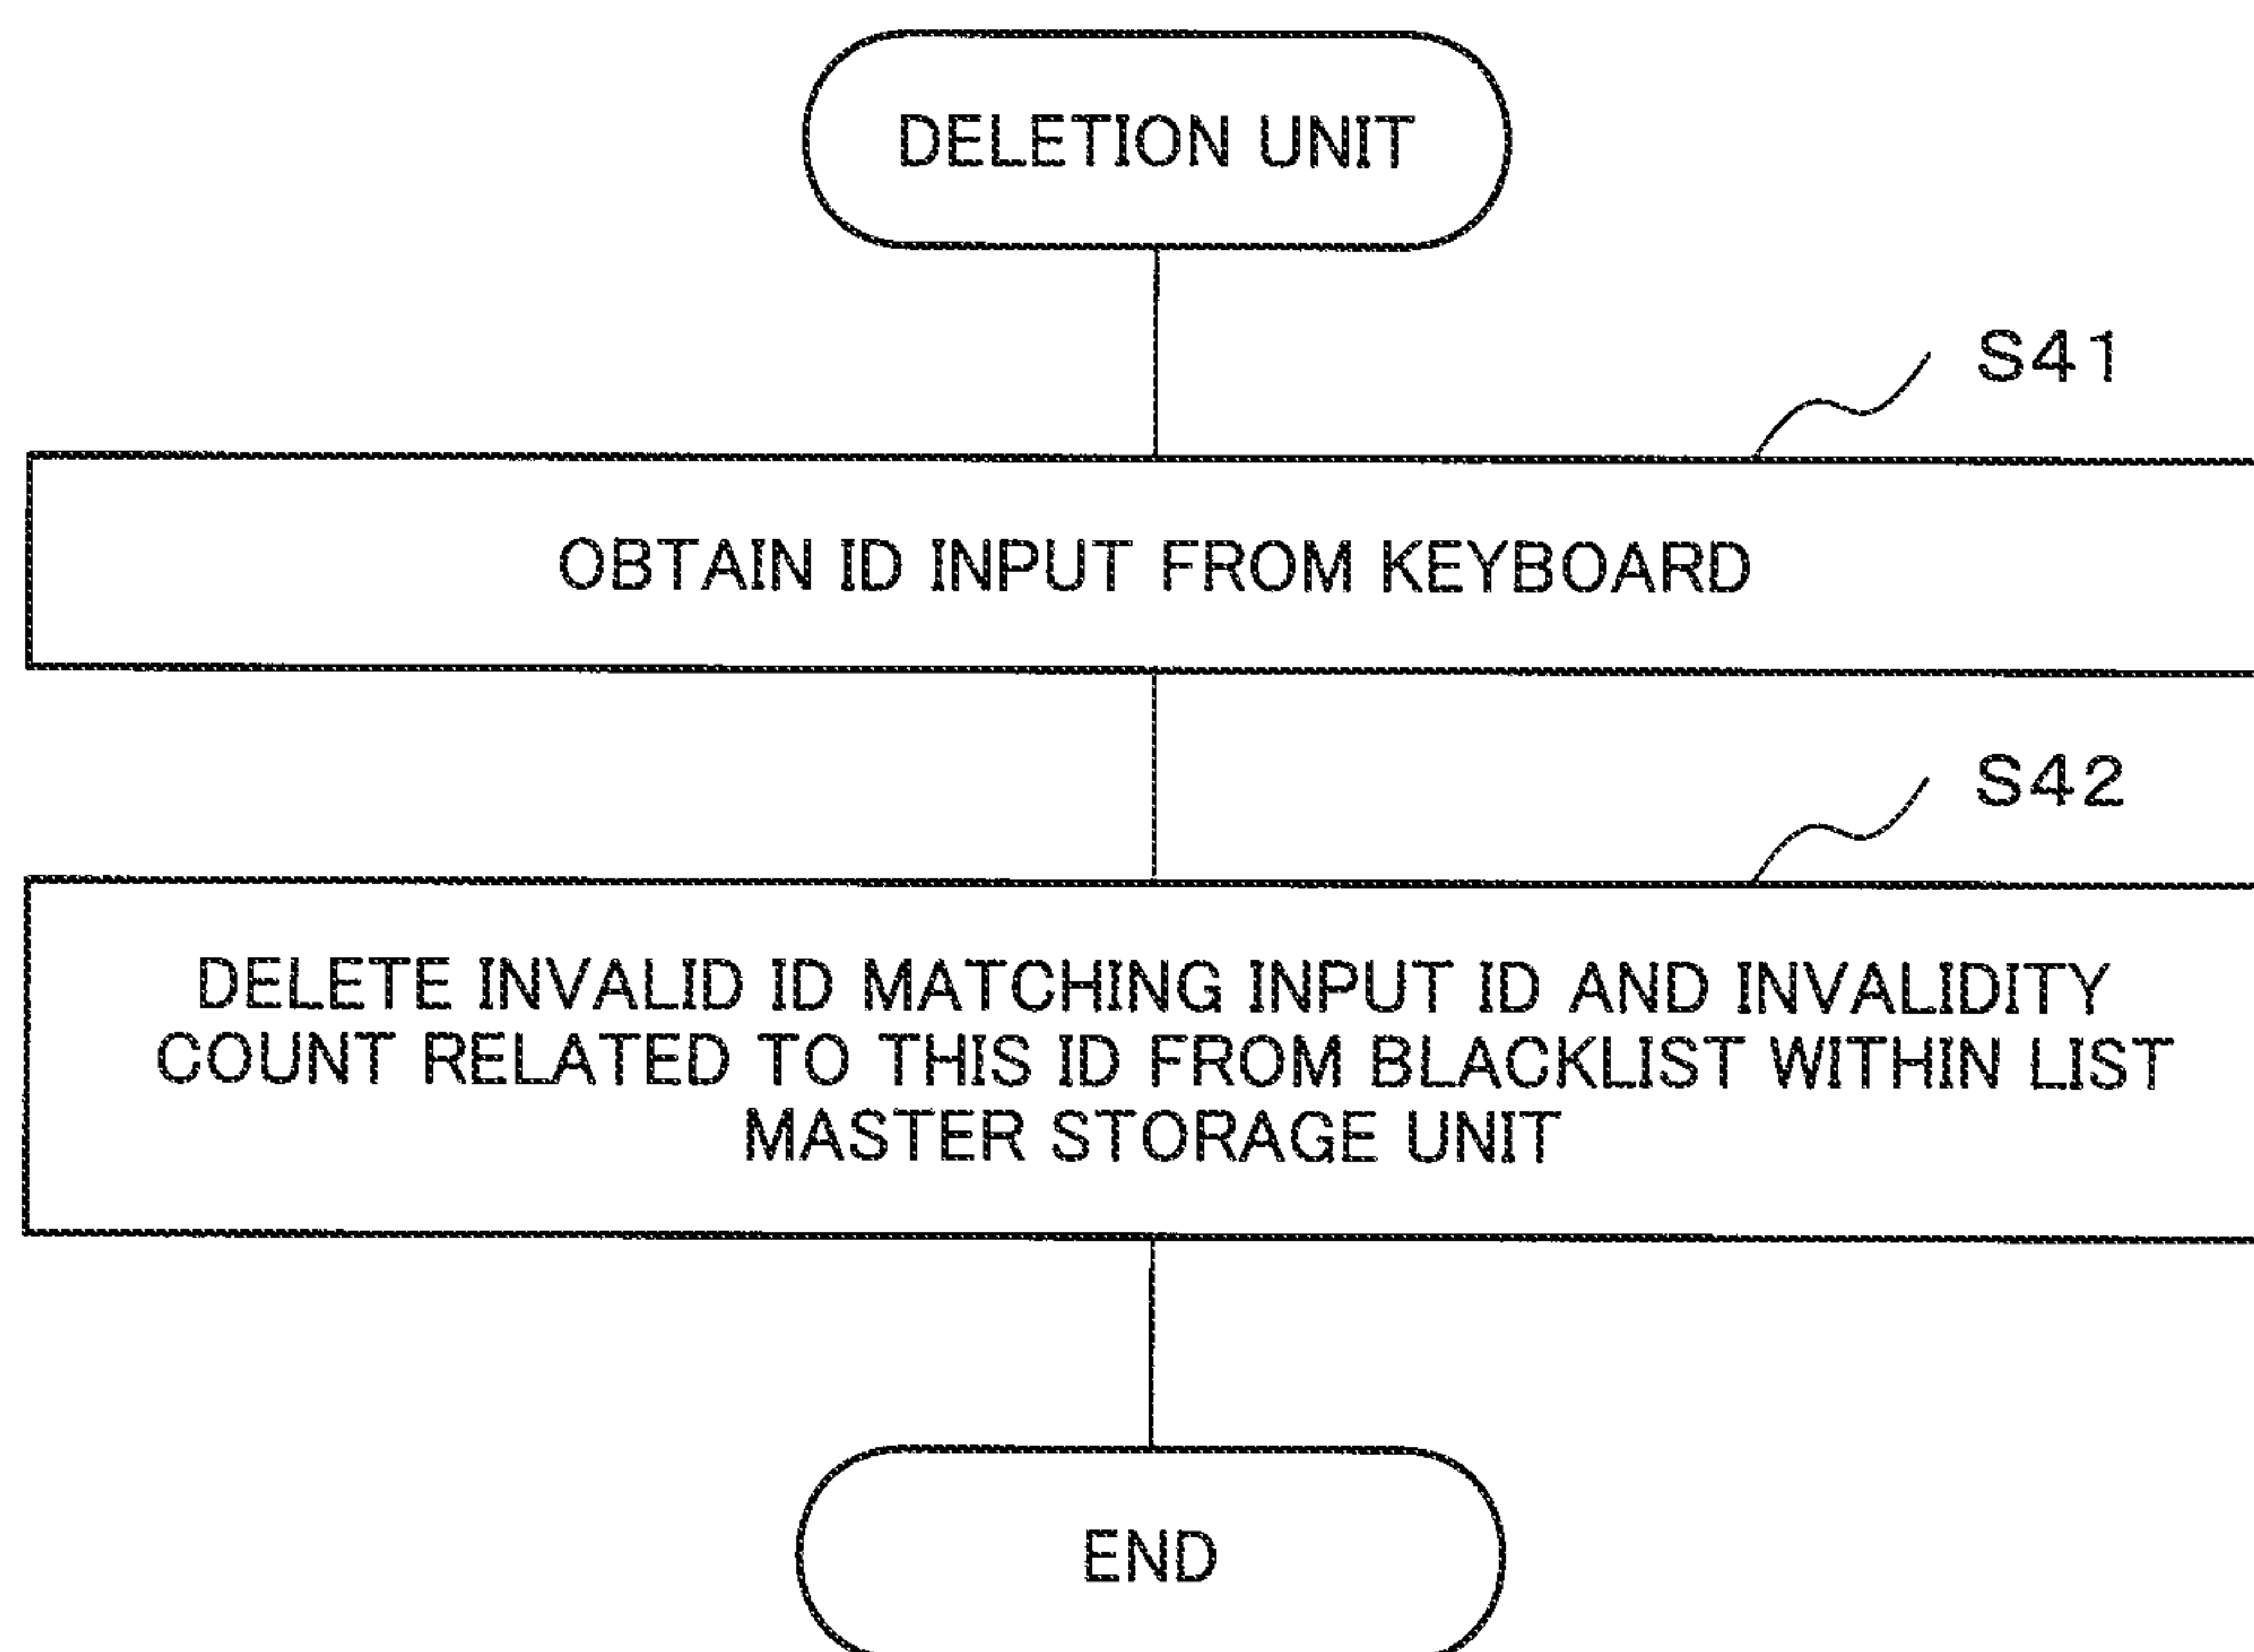 DELETION UNIT
S41
OBTAIN ID INPUT FROM KEYBOARD
S42
DELETE INVALID ID MATCHING INPUT ID AND INVALIDITY
COUNT RELATED TO THIS ID FROM BLACKLIST WITHIN LIST
MASTER STORAGE UNIT
END